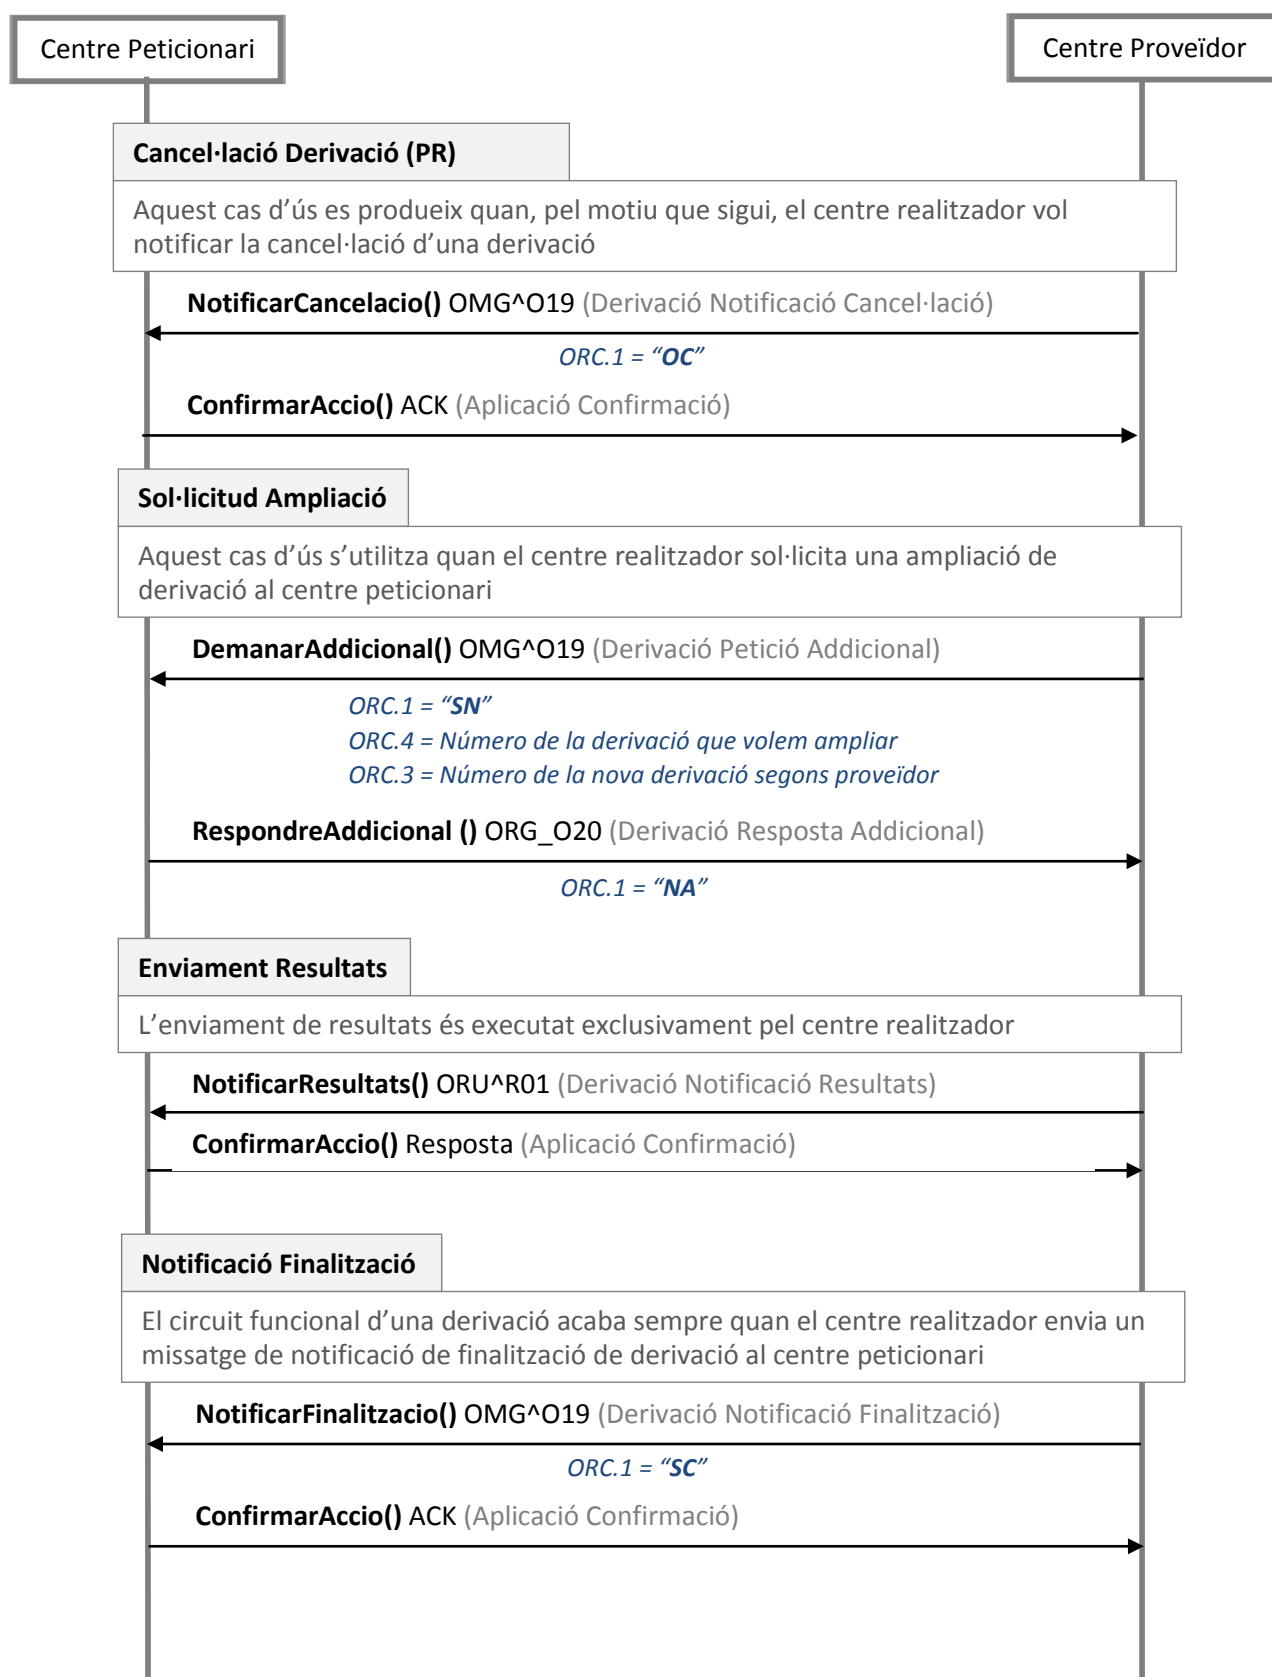 Centre Peticionari
Centre Proveïdor
Cancel·lació Derivació (PR)
Aquest cas d’ús es produeix quan, pel motiu que sigui, el centre realitzador vol
notificar la cancel·lació d’una derivació
NotificarCancelacio() OMG^O19 (Derivació Notificació Cancel·lació)
ORC.1 = “OC”
ConfirmarAccio() ACK (Aplicació Confirmació)
Sol·licitud Ampliació
Aquest cas d’ús s’utilitza quan el centre realitzador sol·licita una ampliació de
derivació al centre peticionari
DemanarAddicional() OMG^O19 (Derivació Petició Addicional)
ORC.1 = “SN”
ORC.4 = Número de la derivació que volem ampliar
ORC.3 = Número de la nova derivació segons proveïdor
RespondreAddicional () ORG_O20 (Derivació Resposta Addicional)
ORC.1 = “NA”
Enviament Resultats
L’enviament de resultats és executat exclusivament pel centre realitzador
NotificarResultats() ORU^R01 (Derivació Notificació Resultats)
ConfirmarAccio() Resposta (Aplicació Confirmació)
Notificació Finalització
El circuit funcional d’una derivació acaba sempre quan el centre realitzador envia un
missatge de notificació de finalització de derivació al centre peticionari
NotificarFinalitzacio() OMG^O19 (Derivació Notificació Finalització)
ORC.1 = “SC”
ConfirmarAccio() ACK (Aplicació Confirmació)